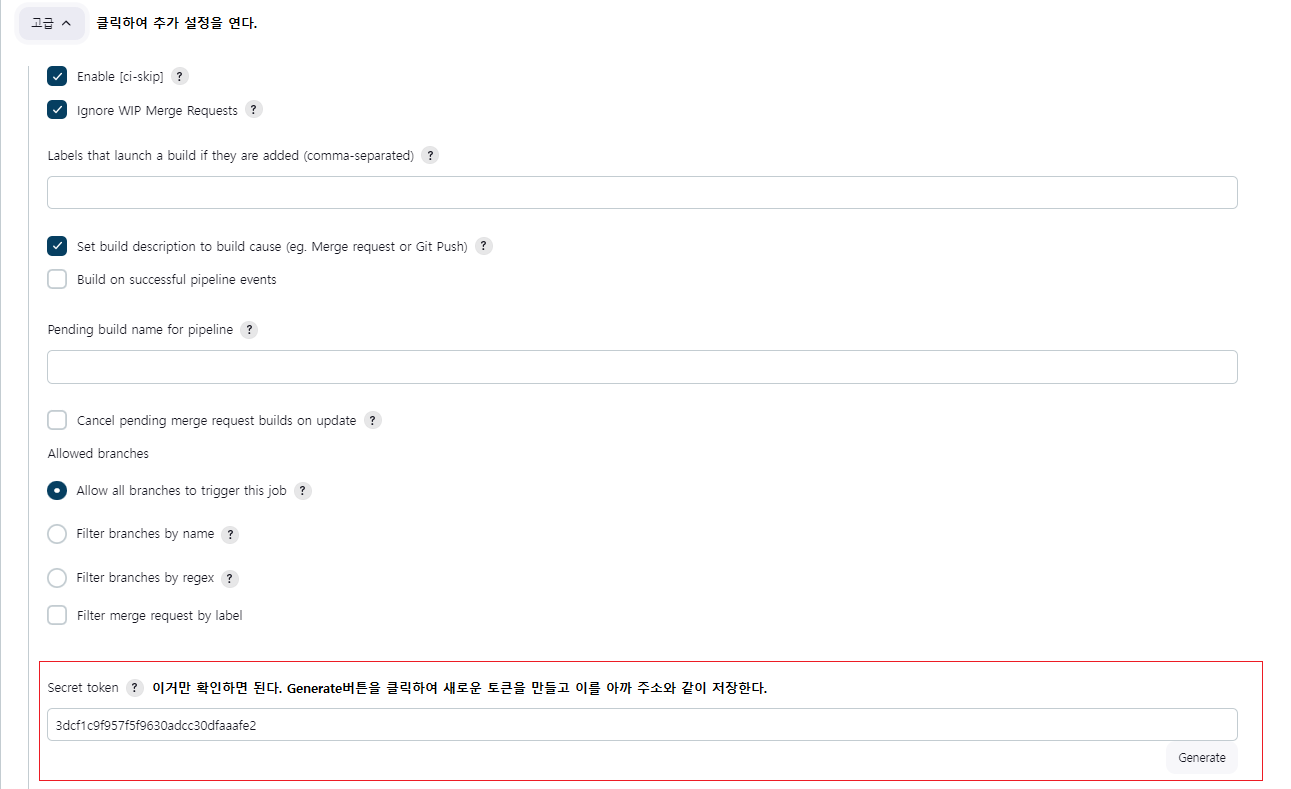 고급 클릭하여 추가 설정을 연다.
Enable [ci-skip] ?
Ignore WIP Merge Requests ?
Labels that launch a build if they are added (comma-separated) ?
Set build description to build cause (eg. Merge request or Git Push) ?
Build on successful pipeline events
Pending build name for pipeline ?
Cancel pending merge request builds on update ?
Allowed branches
Allow all branches to trigger this job ?
Filter branches by name ?
Filter branches by regex ?
Filter merge request by label
Secret token ? 이거만 확인하면 된다. Generate버튼을 클릭하여 새로운 토큰을 만들고 이를 아까 주소와 같이 저장한다.
3dcf1c9f957f5f9630adcc30dfaaafe2
Generate